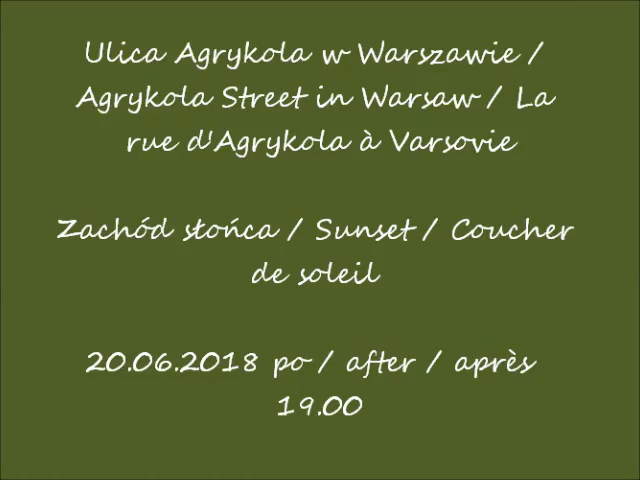 Ulica Agrykola w Warszawie /
Agrykola Street in Warsaw / La
rue d'Agrykola à Varsovie
Zachód słońca / Sunset / Coucher
de soleil
20.06.2018 po / after / après
19.00